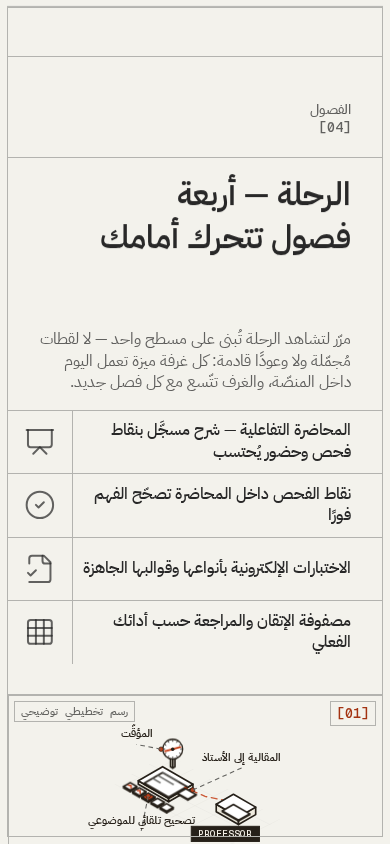 الفصول
[04]
الرحلة — أربعة
فصول تتحرك أمامك
مرّر لتشاهد الرحلة تُبنى على مسطح واحد — لا لقطات
مُجمّلة ولا وعودًا قادمة: كل غرفة ميزة تعمل اليوم
داخل المنصّة، والغرف تتّسع مع كل فصل جديد.
المحاضرة التفاعلية — شرح مسجَّل بنقاط
فحص وحضور يُحتسب
نقاط الفحص داخل المحاضرة تصحّح الفهم
فورًا
الاختبارات الإلكترونية بأنواعها وقوالبها الجاهزة
مصفوفة الإتقان والمراجعة حسب أدائك
الفعلي
[01]
رسم تخطيطي توضيحي
المؤقّت
المقالية إلى الأستاذ
تصحيح تلقائي للموضوعي
PROFESSOR